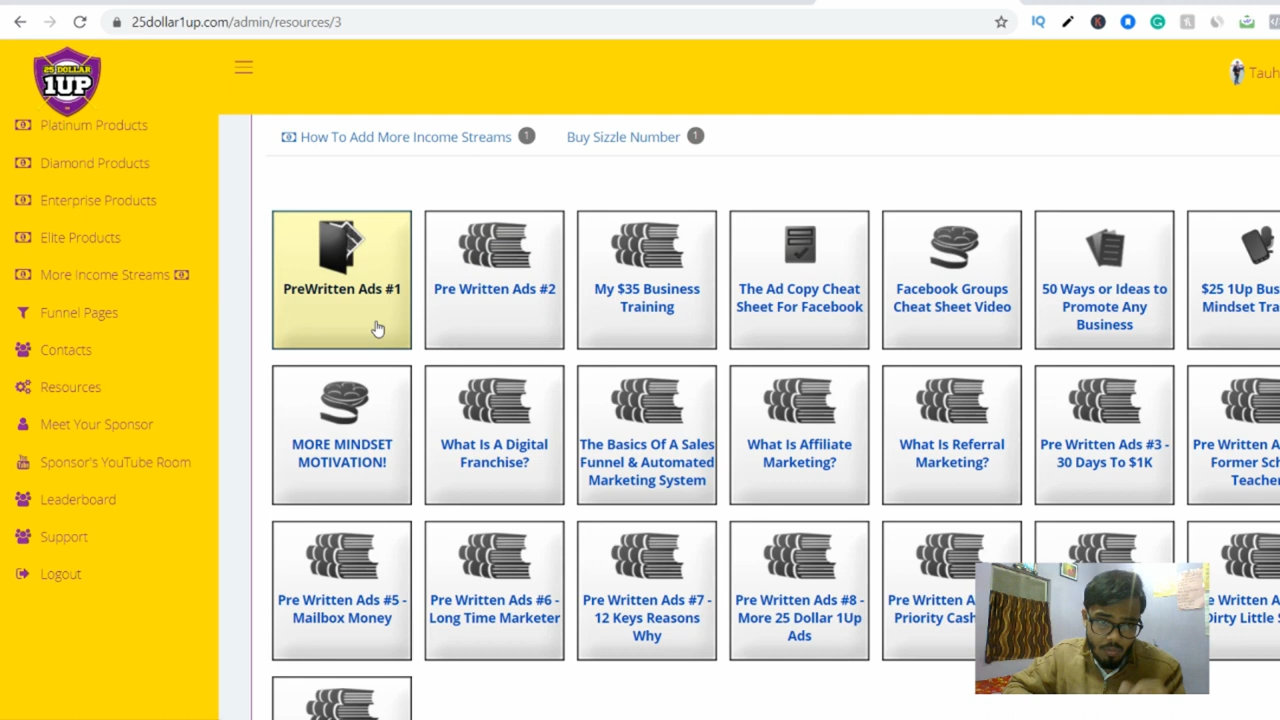 25dollar1up.com/admin/resources/3
IQ
K
25 DOLLAR
1UP
Tauh
Platinum Products
Diamond Products
Enterprise Products
Elite Products
More Income Streams
Funnel Pages
Contacts
Resources
Meet Your Sponsor
Sponsor's YouTube Room
Leaderboard
Support
Logout
How To Add More Income Streams 1
Buy Sizzle Number 1
PreWritten Ads #1
Pre Written Ads #2
My $35 Business
Training
The Ad Copy Cheat
Sheet For Facebook
Facebook Groups
Cheat Sheet Video
50 Ways or Ideas to
Promote Any
Business
$25 1Up Bus
Mindset Tra
MORE MINDSET
MOTIVATION!
What Is A Digital
Franchise?
The Basics Of A Sales
Funnel & Automated
Marketing System
What Is Affiliate
Marketing?
What Is Referral
Marketing?
Pre Written Ads #3 -
30 Days To $1K
Pre Written A
Former Sch
Teacher
Pre Written Ads #5 -
Mailbox Money
Pre Written Ads #6 -
Long Time Marketer
Pre Written Ads #7 -
12 Keys Reasons
Why
Pre Written Ads #8 -
More 25 Dollar 1Up
Ads
Pre Written A
Priority Cash
e Written A
Dirty Little S